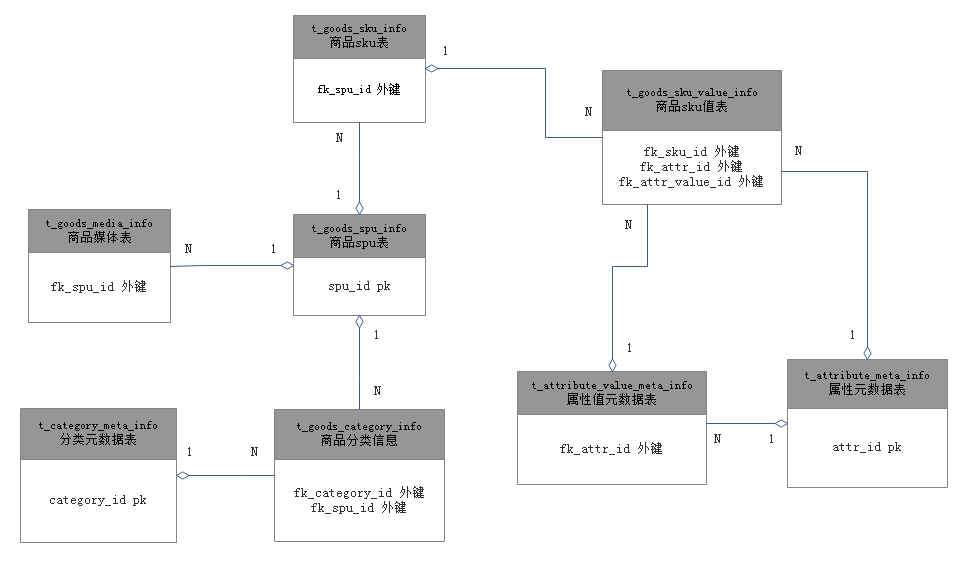 t_goods_sku_info
商品sku表
fk_spu_id 外键
1
N
t_goods_sku_value_info
商品sku值表
fk_sku_id 外键
fk_attr_id 外键
fk_attr_value_id 外键
N
N
N
1
t_goods_media_info
商品媒体表
fk_spu_id 外键
N
1
t_goods_spu_info
商品spu表
spu_id pk
1
N
1
1
t_attribute_value_meta_info
属性值元数据表
fk_attr_id 外键
N
1
t_attribute_meta_info
属性元数据表
attr_id pk
t_category_meta_info
分类元数据表
category_id pk
1
N
t_goods_category_info
商品分类信息
fk_category_id 外键
fk_spu_id 外键